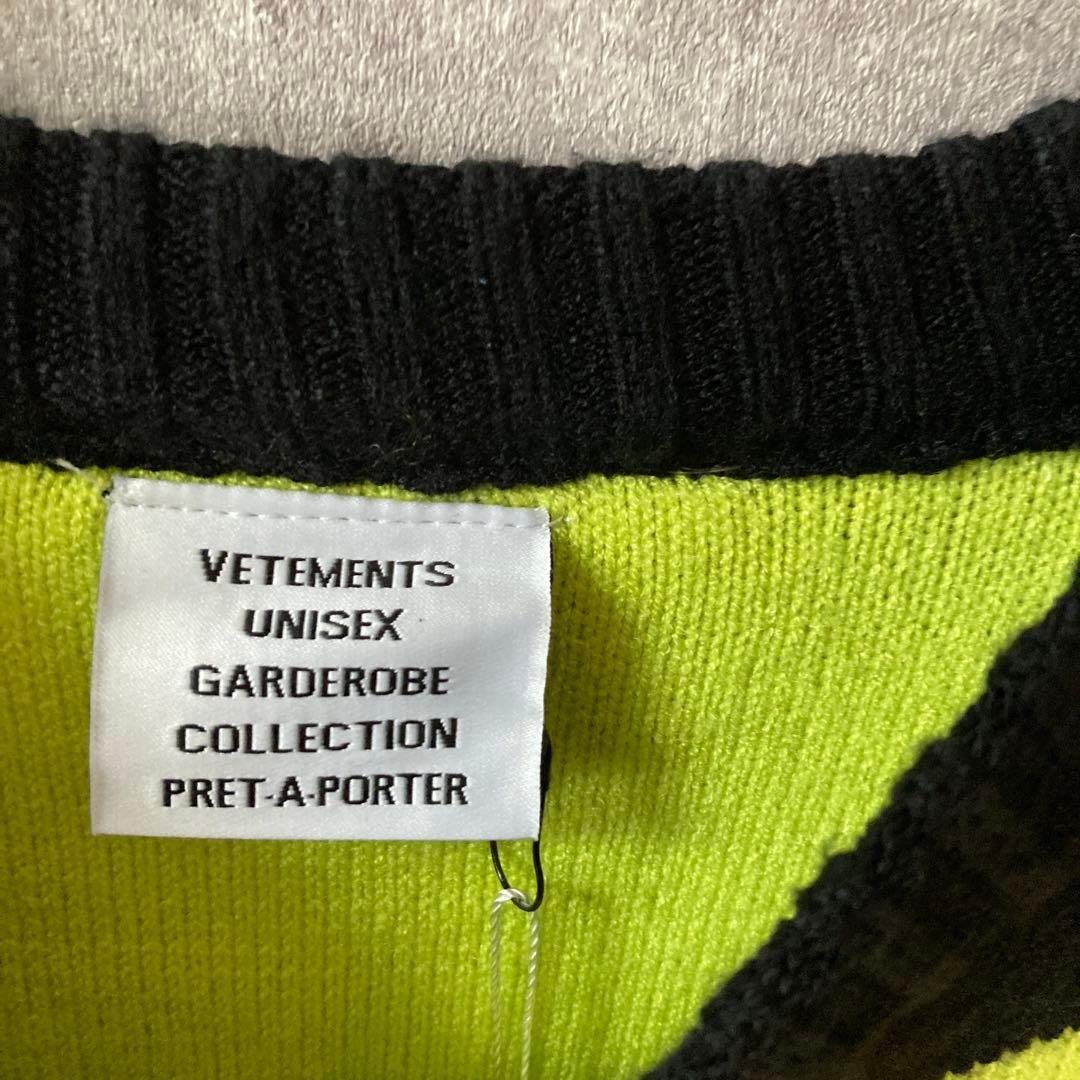 VETEMENTS
UNISEX
GARDEROBE
COLLECTION
PRET-A-PORTER